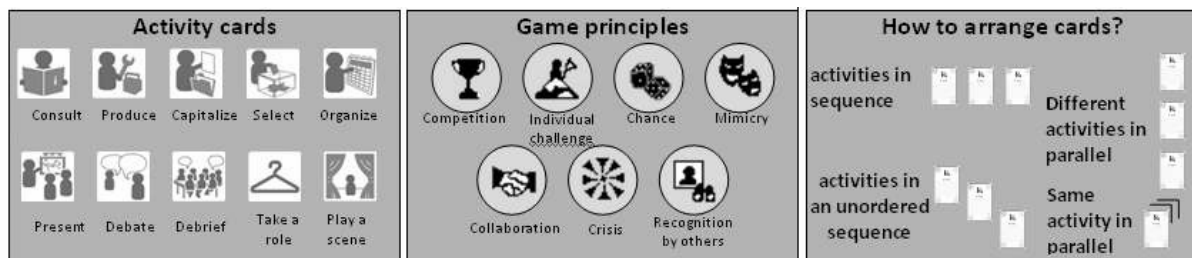 Activity cards
Consult Produce Capitalize Select Organize
Present Debate Debrief Take a role Play a scene
Game principles
Competition Individual challenge Chance Mimicry
Collaboration Crisis Recognition by others
How to arrange cards?
activities in
sequence
Different
activities in
parallel
activities in
an unordered
sequence
Same
activity in
parallel